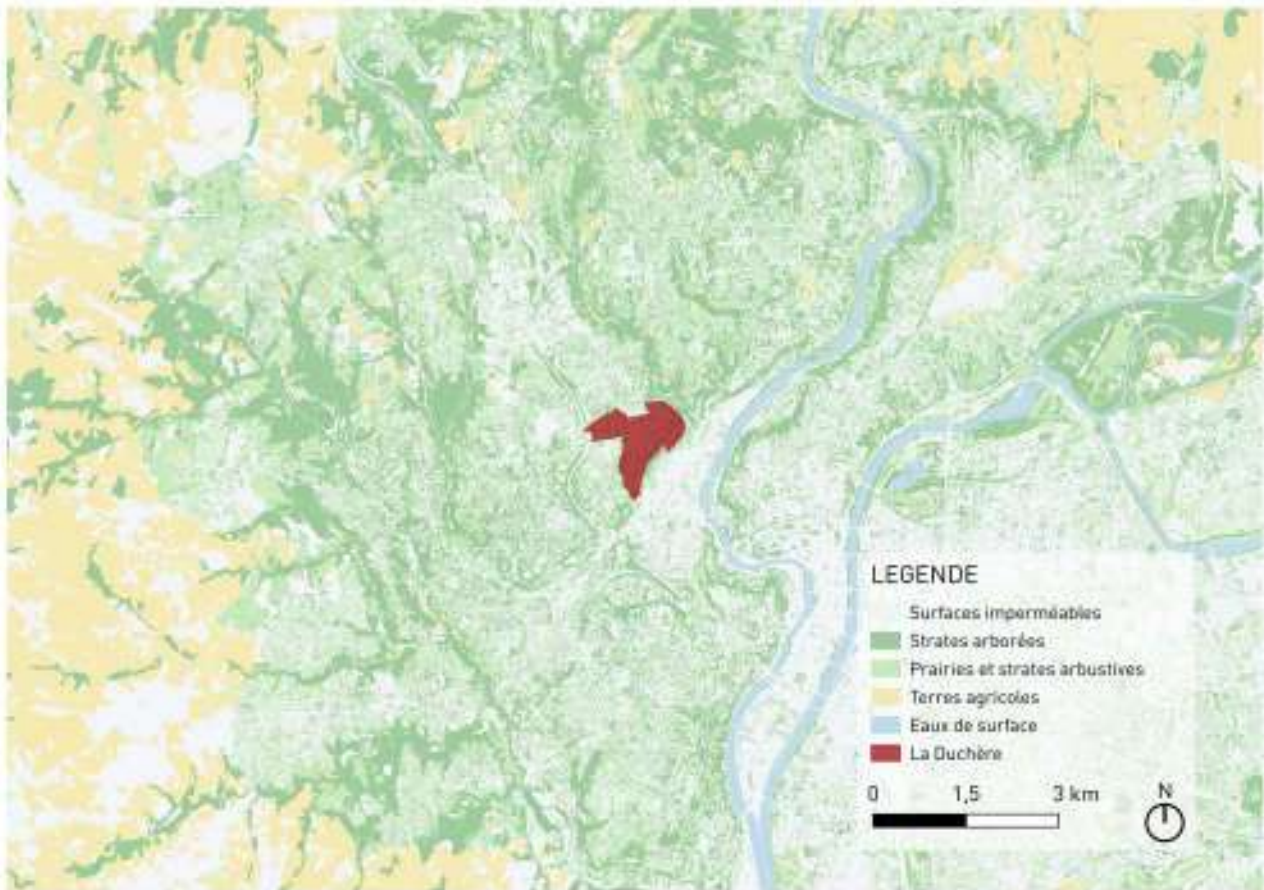 LEGENDE
Surfaces imperméables
Strates arborées
Prairies et strates arbustives
Terres agricoles
Eaux de surface
La Duchère
0 1,5 3 km
N